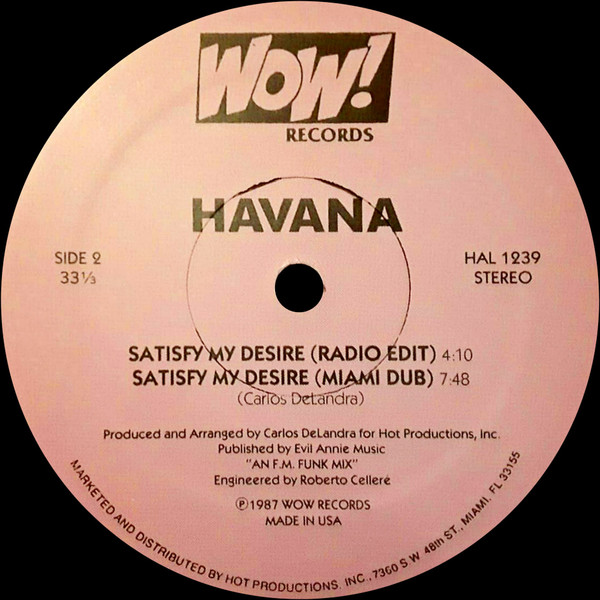 WOW!
RECORDS
HAVANA
SIDE 2
33⅓
HAL 1239
STEREO
SATISFY MY DESIRE (RADIO EDIT) 4:10
SATISFY MY DESIRE (MIAMI DUB) 7:48
(Carlos DeLandra)
Produced and Arranged by Carlos DeLandra for Hot Productions, Inc.
Published by Evil Annie Music
"AN F.M. FUNK MIX"
Engineered by Roberto Celleré
Ⓟ1987 WOW RECORDS
MADE IN USA
MARKETED AND DISTRIBUTED BY HOT PRODUCTIONS. INC., 7360 S W 48th ST., MIAMI, FL 33155